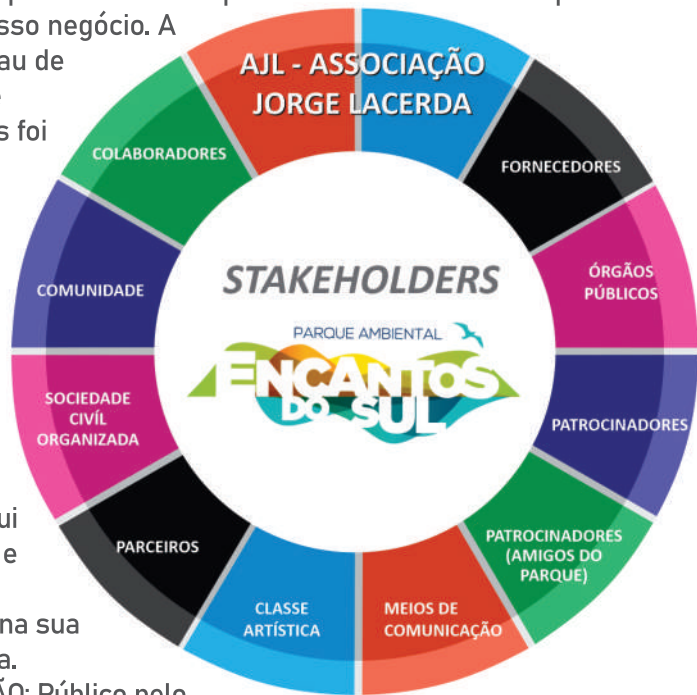 sso negócio. A
au de
s foi
AJL - ASSOCIAÇÃO
JORGE LACERDA
FORNECEDORES
ÓRGÃOS
PÚBLICOS
PATROCINADORES
PATROCINADORES
(AMIGOS DO
PARQUE)
MEIOS DE
COMUNICAÇÃO
CLASSE
ARTÍSTICA
PARCEIROS
SOCIEDADE
CIVÍL
ORGANIZADA
COMUNIDADE
COLABORADORES
STAKEHOLDERS
PARQUE AMBIENTAL
ENCANTOS
DO SUL
ui
e
na sua
a.
ÃO: Público pelo